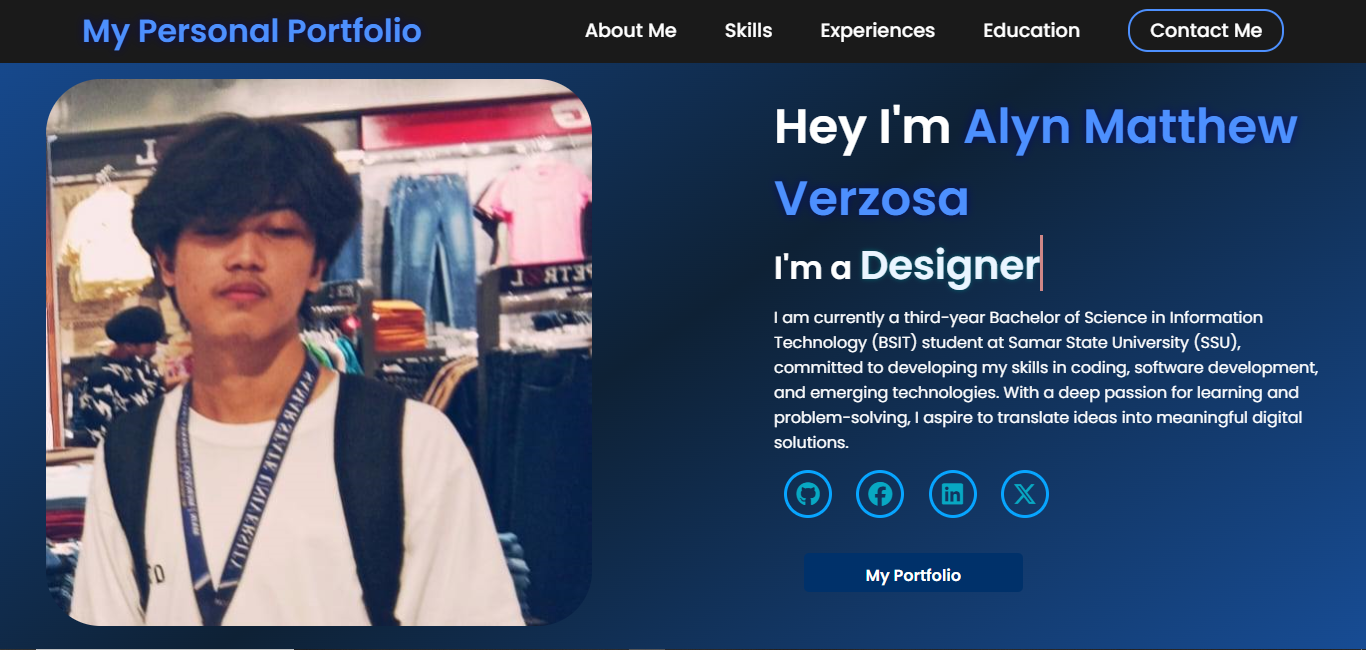 My Personal Portfolio
About Me
Skills
Experiences
Education
Contact Me
Hey I'm Alyn Matthew
Verzosa
I'm a Designer
I am currently a third-year Bachelor of Science in Information
Technology (BSIT) student at Samar State University (SSU),
committed to developing my skills in coding, software development,
and emerging technologies. With a deep passion for learning and
problem-solving, I aspire to translate ideas into meaningful digital
solutions.
My Portfolio
SAMAR STATE UNIVERSITY